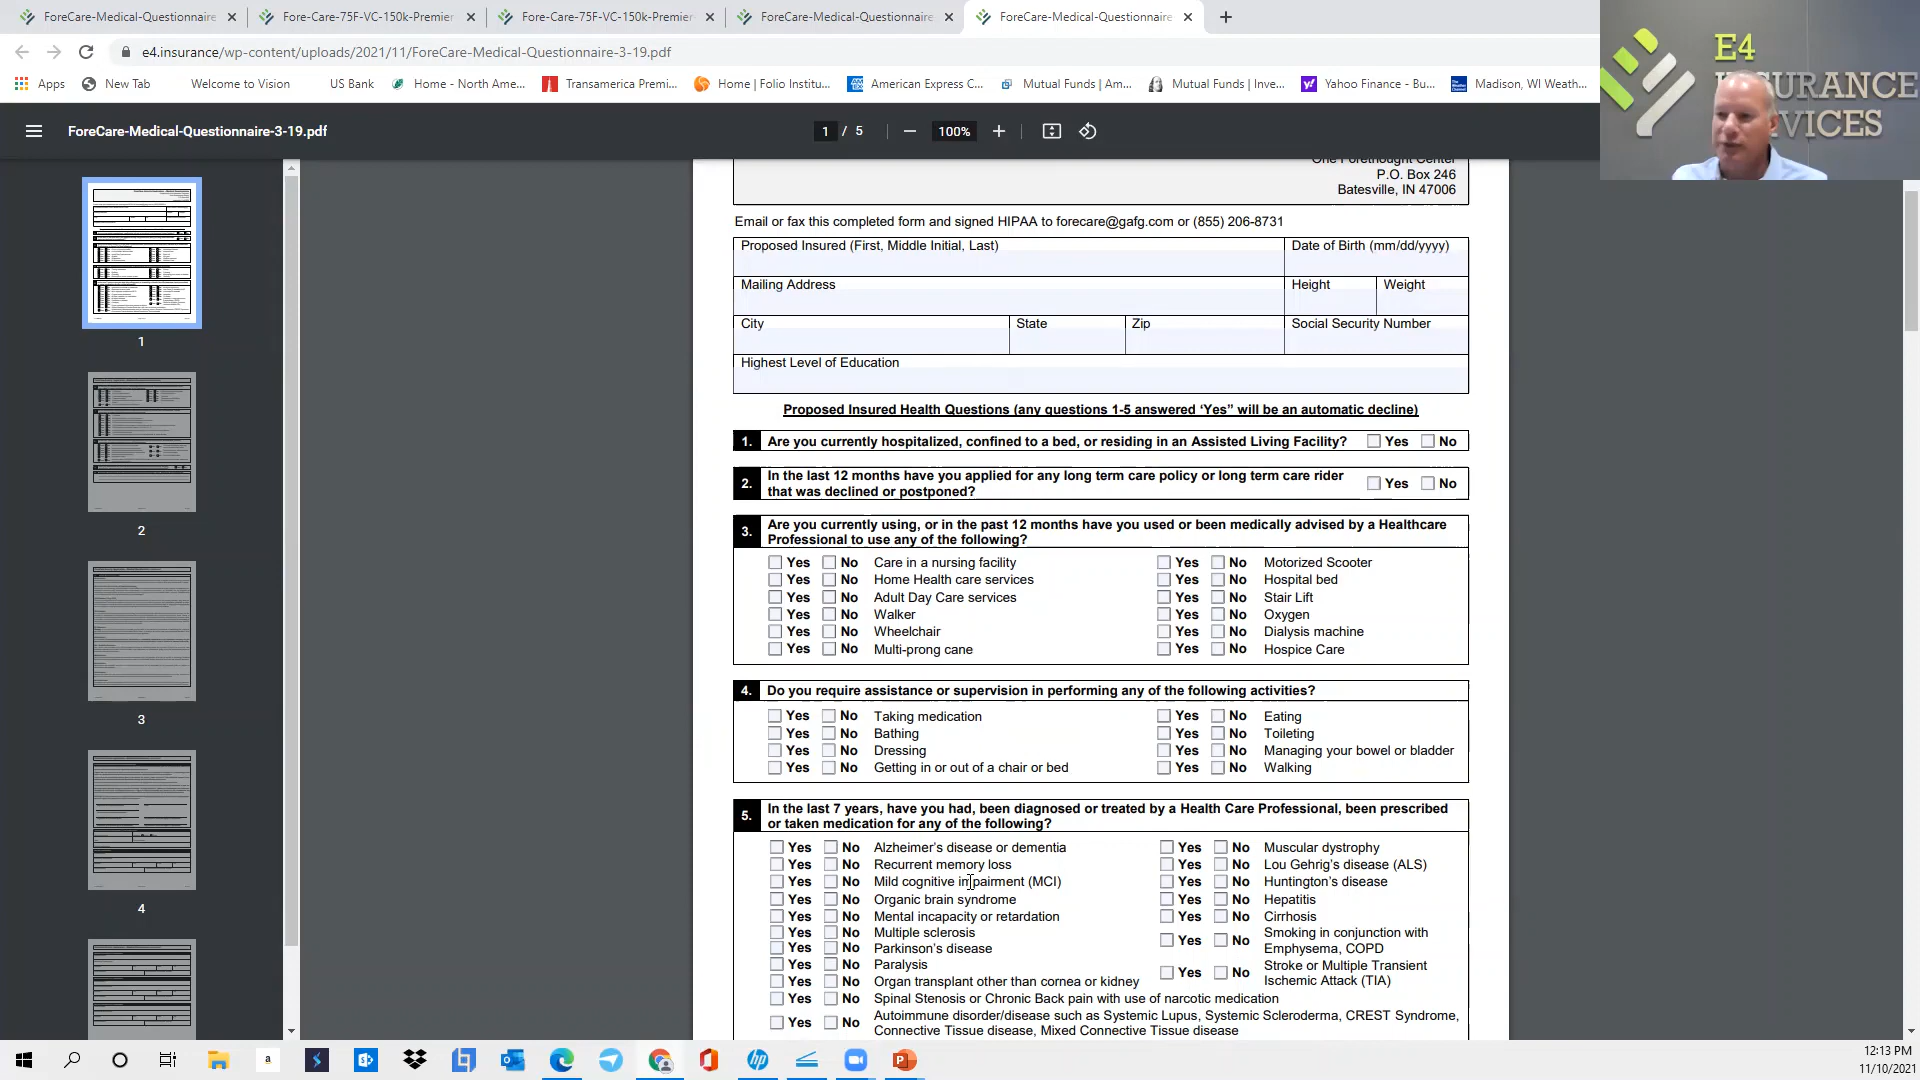 ForeCare-Medical-Questionnaire
Fore-Care-75F-VC-150k-Premier
Fore-Care-75F-VC-150k-Premier
ForeCare-Medical-Questionnaire
ForeCare-Medical-Questionnaire
e4.insurance/wp-content/uploads/2021/11/ForeCare-Medical-Questionnaire-3-19.pdf
Apps
New Tab
Welcome to Vision
US Bank
Home - North Ame...
Transamerica Premi...
Home | Folio Institu...
American Express C...
Mutual Funds | Am...
Mutual Funds | Inve...
Yahoo Finance - Bu...
Madison, WI Weath...
E4
INSURANCE
SERVICES
ForeCare-Medical-Questionnaire-3-19.pdf
1 / 5
100%
1
2
3
4
One Forethought Center
P.O. Box 246
Batesville, IN 47006
Email or fax this completed form and signed HIPAA to forecare@gafg.com or (855) 206-8731
Proposed Insured (First, Middle Initial, Last)
Date of Birth (mm/dd/yyyy)
Mailing Address
Height
Weight
City
State
Zip
Social Security Number
Highest Level of Education
Proposed Insured Health Questions (any questions 1-5 answered ‘Yes” will be an automatic decline)
1. Are you currently hospitalized, confined to a bed, or residing in an Assisted Living Facility? Yes No
2. In the last 12 months have you applied for any long term care policy or long term care rider
that was declined or postponed? Yes No
3. Are you currently using, or in the past 12 months have you used or been medically advised by a Healthcare
Professional to use any of the following?
Yes No Care in a nursing facility Yes No Motorized Scooter
Yes No Home Health care services Yes No Hospital bed
Yes No Adult Day Care services Yes No Stair Lift
Yes No Walker Yes No Oxygen
Yes No Wheelchair Yes No Dialysis machine
Yes No Multi-prong cane Yes No Hospice Care
4. Do you require assistance or supervision in performing any of the following activities?
Yes No Taking medication Yes No Eating
Yes No Bathing Yes No Toileting
Yes No Dressing Yes No Managing your bowel or bladder
Yes No Getting in or out of a chair or bed Yes No Walking
5. In the last 7 years, have you had, been diagnosed or treated by a Health Care Professional, been prescribed
or taken medication for any of the following?
Yes No Alzheimer’s disease or dementia Yes No Muscular dystrophy
Yes No Recurrent memory loss Yes No Lou Gehrig’s disease (ALS)
Yes No Mild cognitive impairment (MCI) Yes No Huntington’s disease
Yes No Organic brain syndrome Yes No Hepatitis
Yes No Mental incapacity or retardation Yes No Cirrhosis
Yes No Multiple sclerosis Yes No Smoking in conjunction with
Yes No Parkinson’s disease Emphysema, COPD
Yes No Paralysis Yes No Stroke or Multiple Transient
Yes No Organ transplant other than cornea or kidney Ischemic Attack (TIA)
Yes No Spinal Stenosis or Chronic Back pain with use of narcotic medication
Yes No Autoimmune disorder/disease such as Systemic Lupus, Systemic Scleroderma, CREST Syndrome,
Connective Tissue disease, Mixed Connective Tissue disease
12:13 PM
11/10/2021